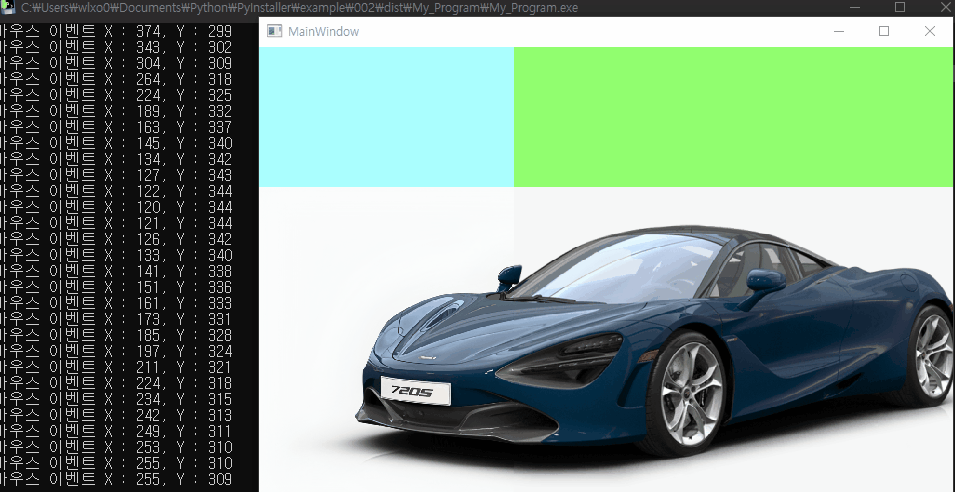 C:₩Users₩wlxo0₩Documents₩Python₩PyInstaller₩example₩002₩dist₩My_Program₩My_Program.exe
마우스 이벤트 X : 374, Y : 299
마우스 이벤트 X : 343, Y : 302
마우스 이벤트 X : 304, Y : 309
마우스 이벤트 X : 264, Y : 318
마우스 이벤트 X : 224, Y : 325
마우스 이벤트 X : 189, Y : 332
마우스 이벤트 X : 163, Y : 337
마우스 이벤트 X : 145, Y : 340
마우스 이벤트 X : 134, Y : 342
마우스 이벤트 X : 127, Y : 343
마우스 이벤트 X : 122, Y : 344
마우스 이벤트 X : 120, Y : 344
마우스 이벤트 X : 121, Y : 344
마우스 이벤트 X : 126, Y : 342
마우스 이벤트 X : 133, Y : 340
마우스 이벤트 X : 141, Y : 338
마우스 이벤트 X : 151, Y : 336
마우스 이벤트 X : 161, Y : 333
마우스 이벤트 X : 173, Y : 331
마우스 이벤트 X : 185, Y : 328
마우스 이벤트 X : 197, Y : 324
마우스 이벤트 X : 211, Y : 321
마우스 이벤트 X : 224, Y : 318
마우스 이벤트 X : 234, Y : 315
마우스 이벤트 X : 242, Y : 313
마우스 이벤트 X : 249, Y : 311
마우스 이벤트 X : 253, Y : 310
마우스 이벤트 X : 255, Y : 310
마우스 이벤트 X : 255, Y : 309
MainWindow
720S